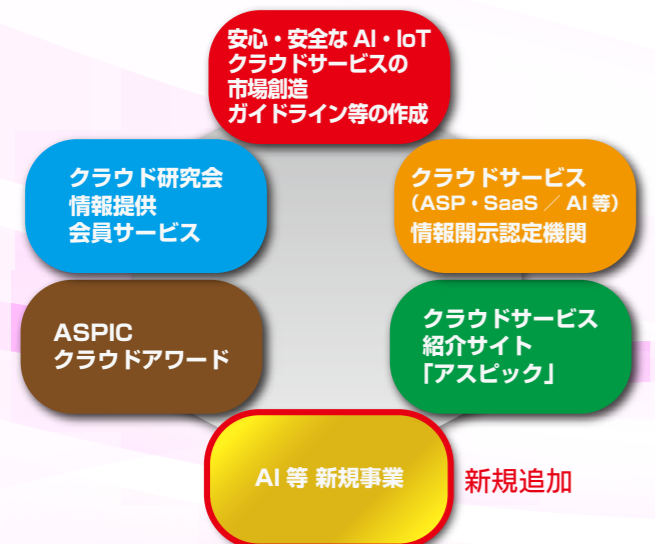 安心・安全な AI・IoT
クラウドサービスの
市場創造
ガイドライン等の作成
クラウド研究会
情報提供
会員サービス
クラウドサービス
（ASP・SaaS ／ AI 等）
情報開示認定機関
ASPIC
クラウドアワード
クラウドサービス
紹介サイト
「アスピック」
AI 等 新規事業
新規追加